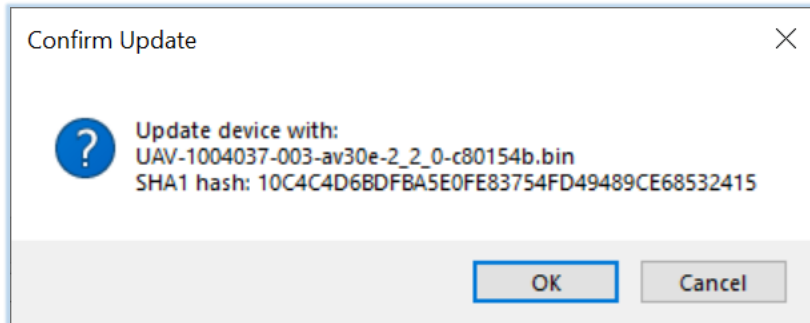 Confirm Update
Update device with:
UAV-1004037-003-av30e-2_2_0-c80154b.bin
SHA1 hash: 10C4C4D6BDFBA5E0FE83754FD49489CE68532415
OK
Cancel